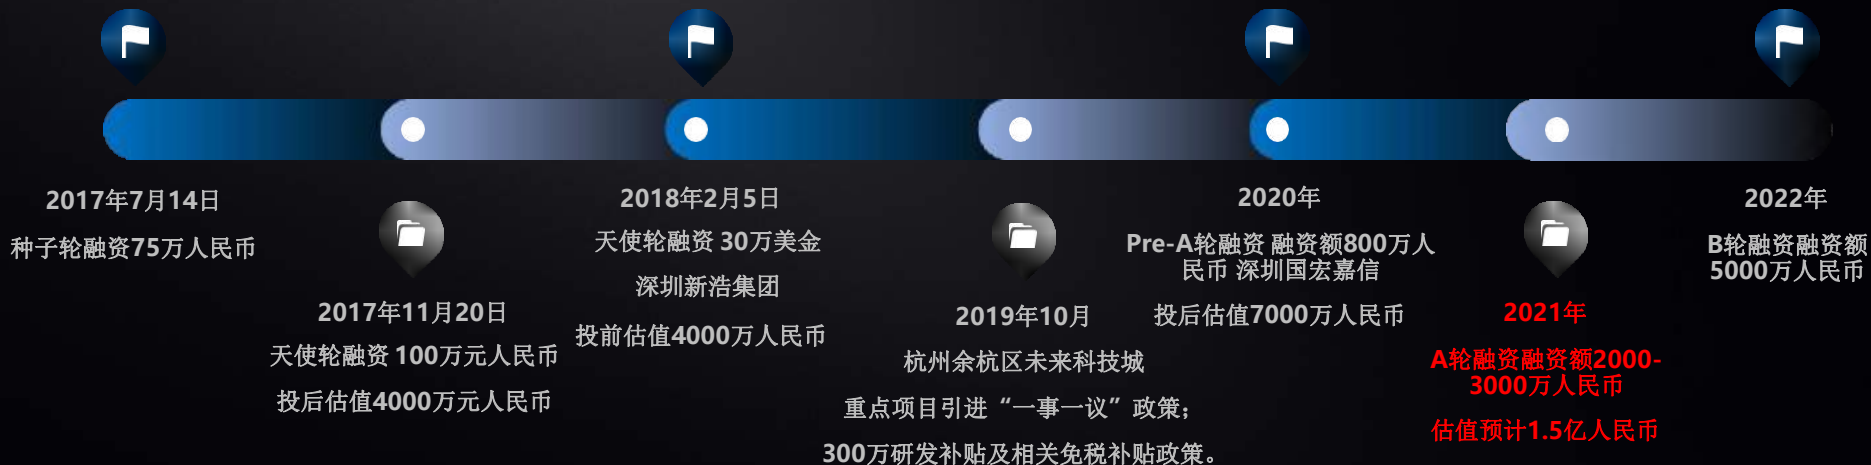 2017年7月14日
种子轮融资75万人民币
2017年11月20日
天使轮融资 100万元人民币
投后估值4000万元人民币
2018年2月5日
天使轮融资 30万美金
深圳新浩集团
投前估值4000万人民币
2019年10月
杭州余杭区未来科技城
重点项目引进“一事一议”政策；
300万研发补贴及相关免税补贴政策。
2020年
Pre-A轮融资 融资额800万人
民币 深圳国宏嘉信
投后估值7000万人民币
2021年
A轮融资融资额2000-
3000万人民币
估值预计1.5亿人民币
2022年
B轮融资融资额
5000万人民币